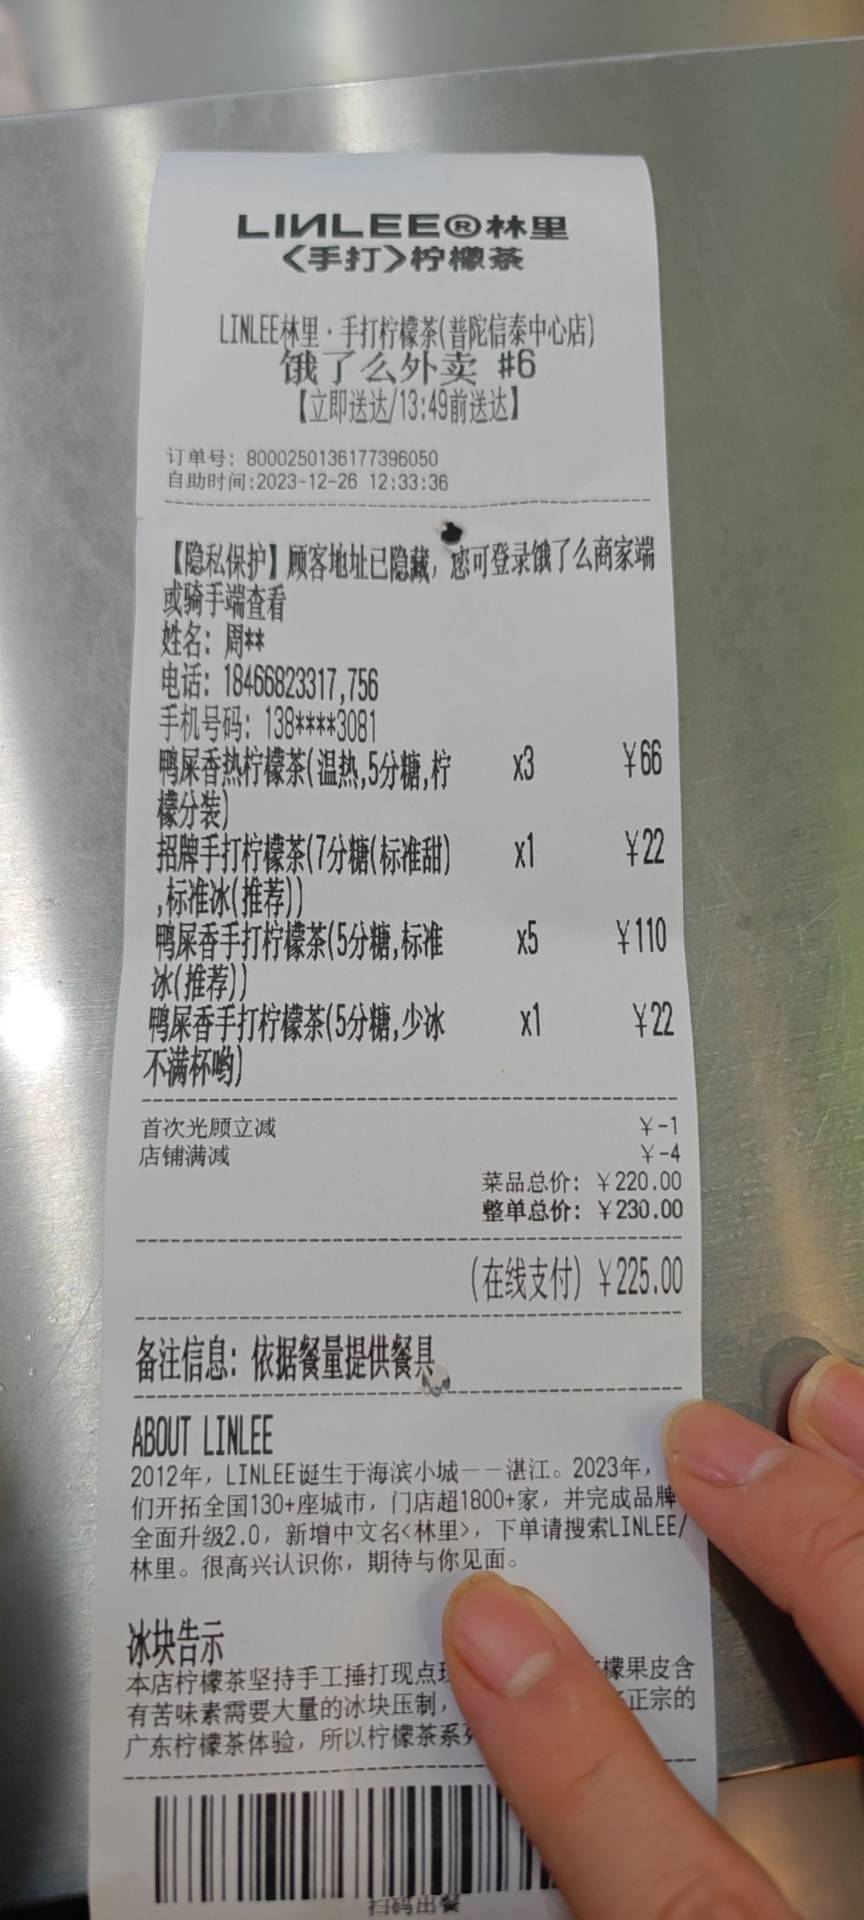 LINLEE®林里
<手打>柠檬茶
LINLEE林里·手打柠檬茶(普陀信泰中心店)
饿了么外卖 #6
【立即送达/13:49前送达】
订单号: 8000250136177396050
自助时间:2023-12-26 12:33:36
【隐私保护】顾客地址已隐藏, 您可登录饿了么商家端
或骑手端查看
姓名: 周**
电话: 18466823317,756
手机号码: 138****3081
鸭屎香热柠檬茶(温热,5分糖,柠 x3 ￥66
檬分装)
招牌手打柠檬茶(7分糖(标准甜) x1 ￥22
,标准冰(推荐))
鸭屎香手打柠檬茶(5分糖,标准 x5 ￥110
冰(推荐))
鸭屎香手打柠檬茶(5分糖,少冰 x1 ￥22
不满杯哟)
首次光顾立减 ￥-1
店铺满减 ￥-4
菜品总价: ￥220.00
整单总价: ￥230.00
(在线支付) ￥225.00
备注信息: 依据餐量提供餐具
ABOUT LINLEE
2012年, LINLEE诞生于海滨小城——湛江。2023年,
们开拓全国130+座城市, 门店超1800+家, 并完成品牌
全面升级2.0, 新增中文名<林里>, 下单请搜索LINLEE/
林里。很高兴认识你, 期待与你见面。
冰块告示
本店柠檬茶坚持手工捶打现点 檬果皮含
有苦味素需要大量的冰块压制, 正宗的
广东柠檬茶体验, 所以柠檬茶系
扫码出餐